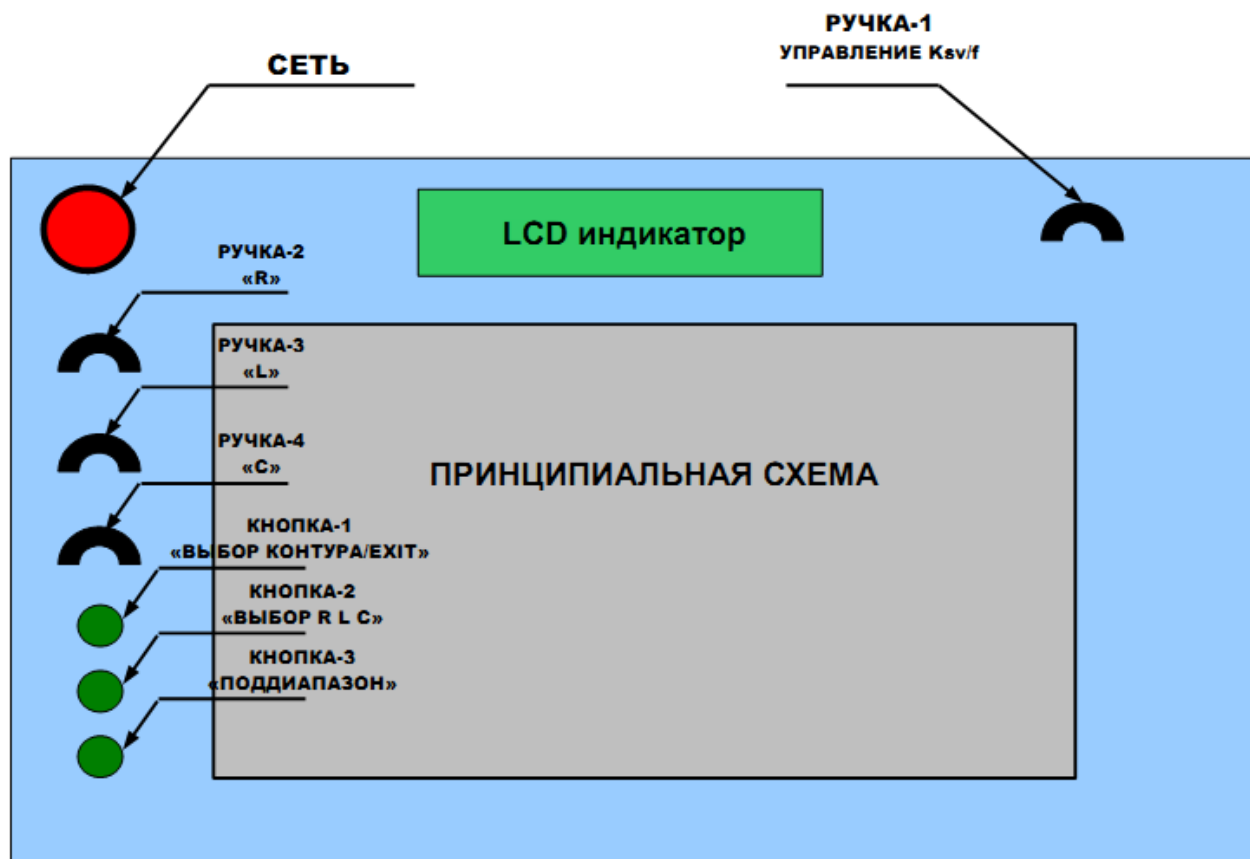 РУЧКА-1
УПРАВЛЕНИЕ Ksv/f
СЕТЬ
LCD индикатор
РУЧКА-2
«R»
РУЧКА-3
«L»
РУЧКА-4
«C»
ПРИНЦИПИАЛЬНАЯ СХЕМА
КНОПКА-1
«ВЫБОР КОНТУРА/EXIT»
КНОПКА-2
«ВЫБОР R L C»
КНОПКА-3
«ПОДДИАПАЗОН»